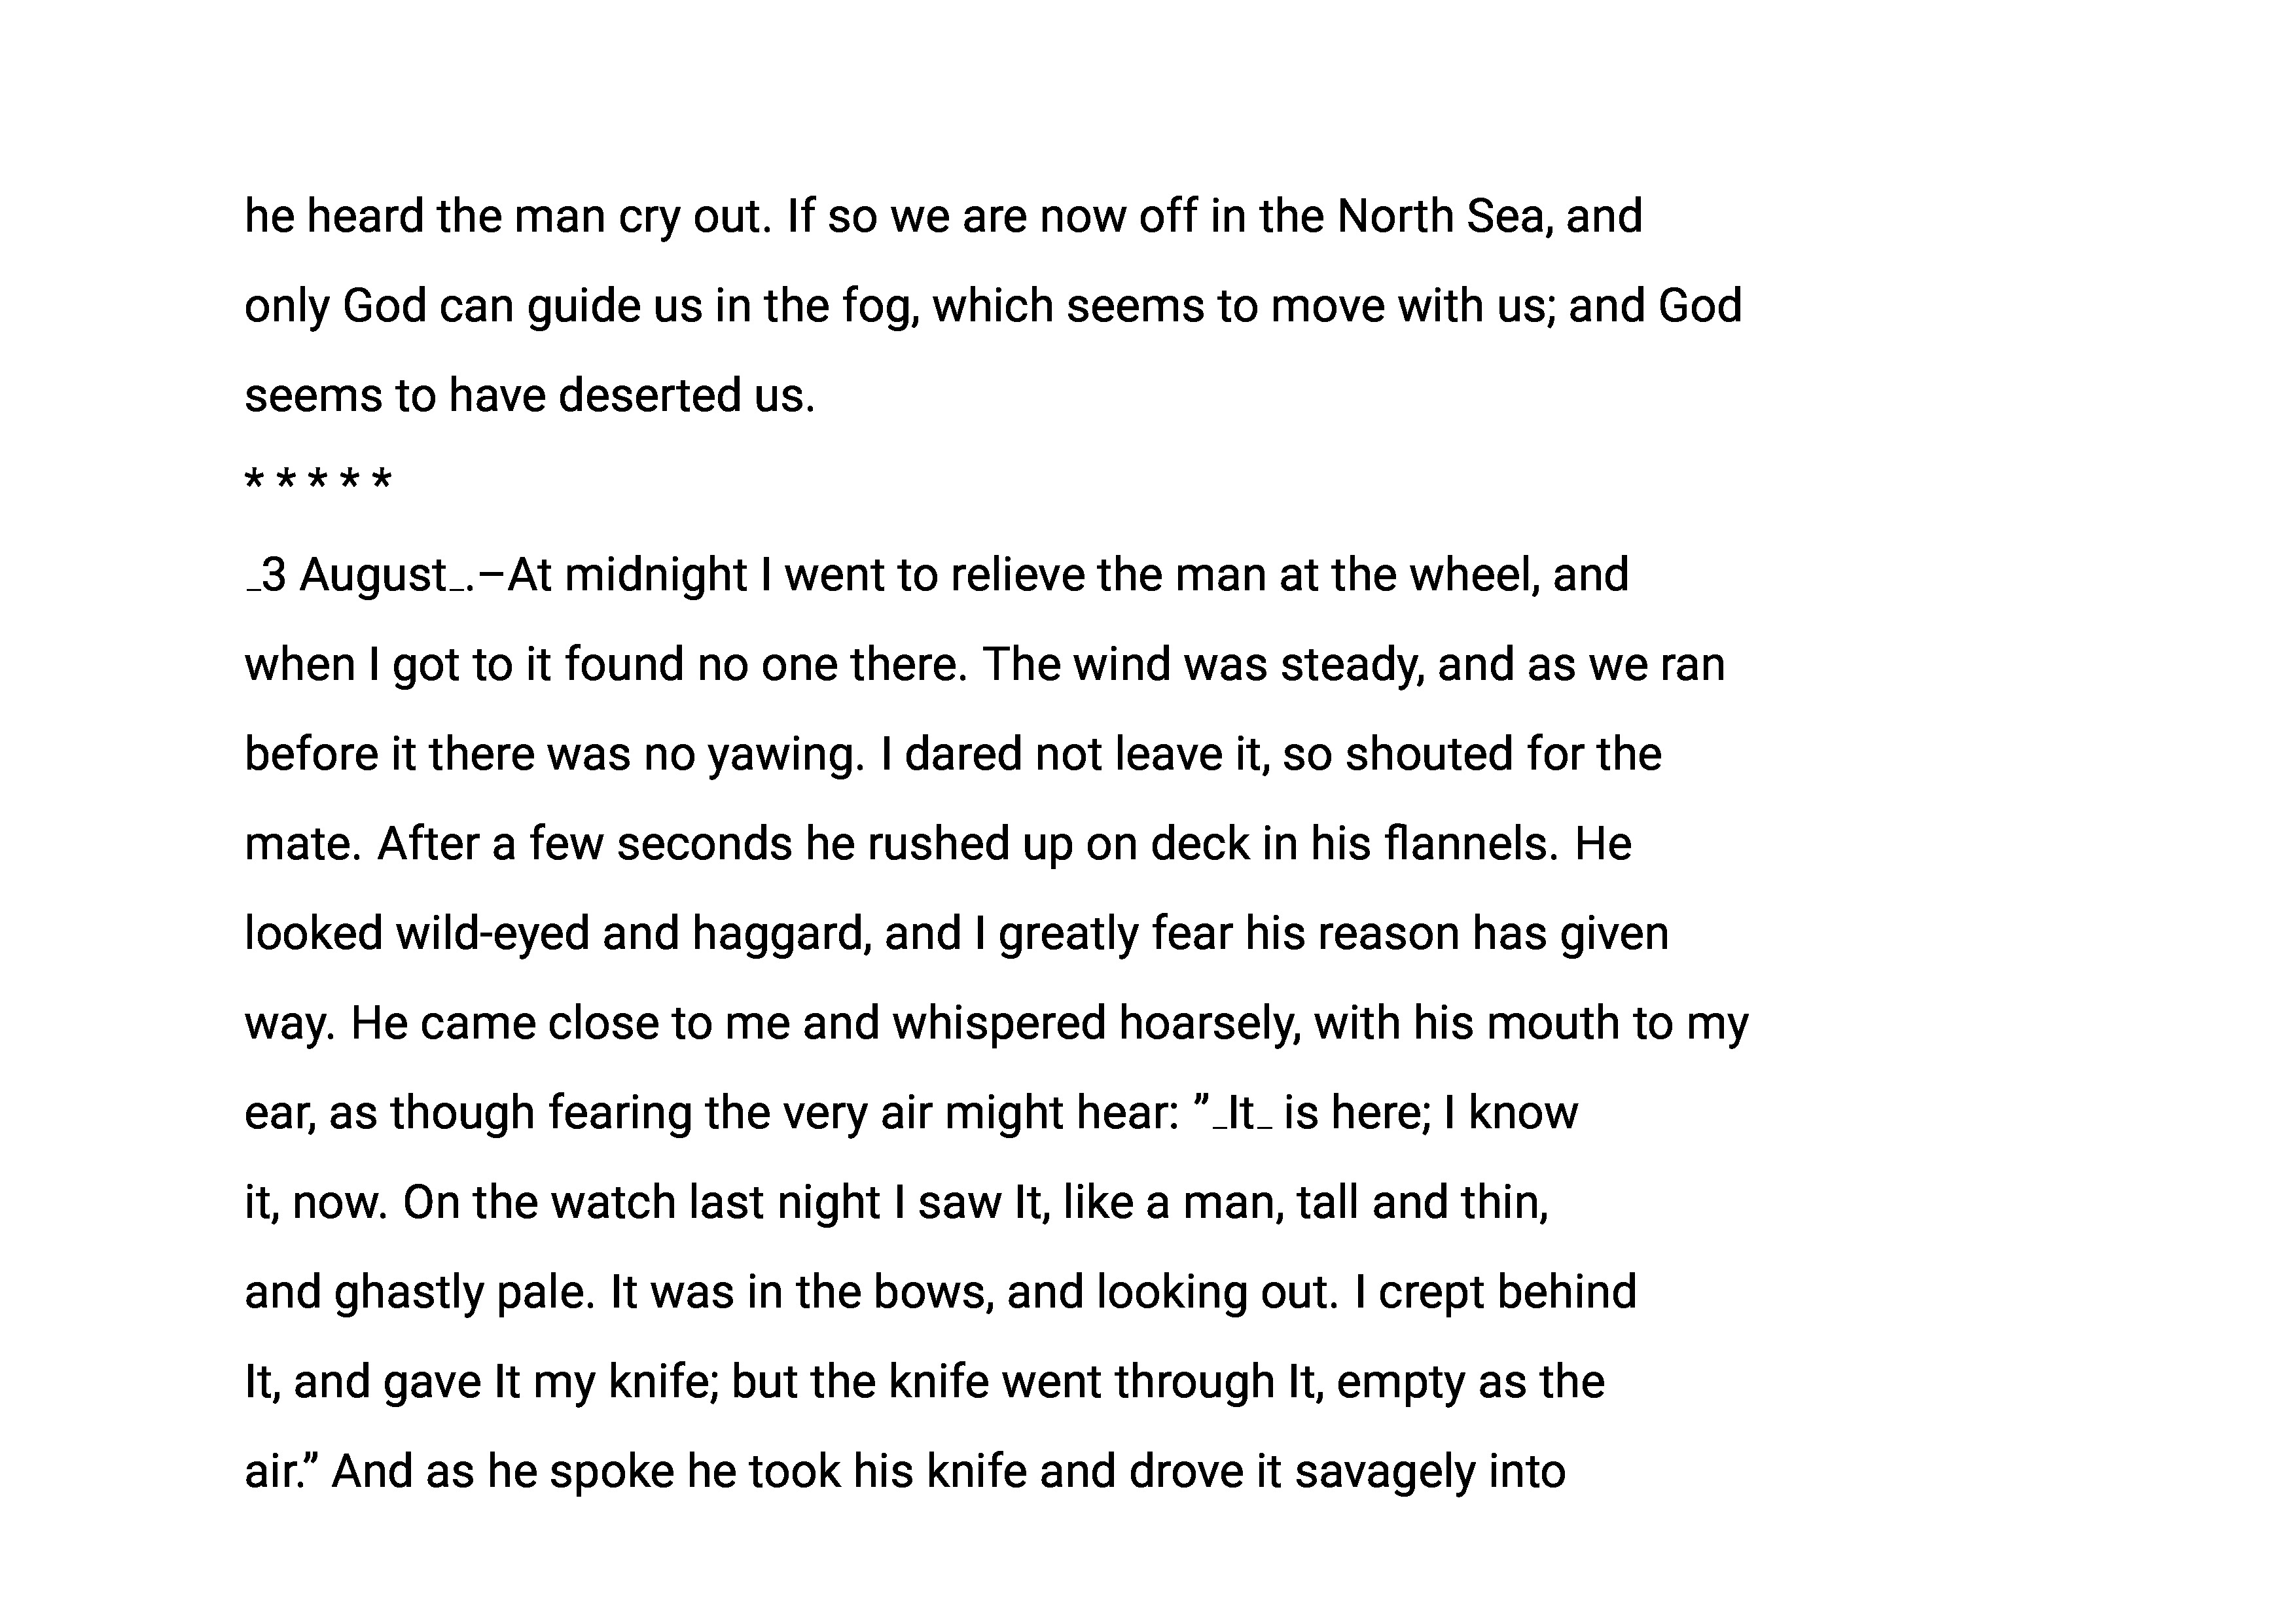 he heard the man cry out. If so we are now off in the North Sea, and
only God can guide us in the fog, which seems to move with us; and God
seems to have deserted us.
* * * * *
_3 August_.–At midnight I went to relieve the man at the wheel, and
when I got to it found no one there. The wind was steady, and as we ran
before it there was no yawing. I dared not leave it, so shouted for the
mate. After a few seconds he rushed up on deck in his flannels. He
looked wild-eyed and haggard, and I greatly fear his reason has given
way. He came close to me and whispered hoarsely, with his mouth to my
ear, as though fearing the very air might hear: ”_It_ is here; I know
it, now. On the watch last night I saw It, like a man, tall and thin,
and ghastly pale. It was in the bows, and looking out. I crept behind
It, and gave It my knife; but the knife went through It, empty as the
air.” And as he spoke he took his knife and drove it savagely into